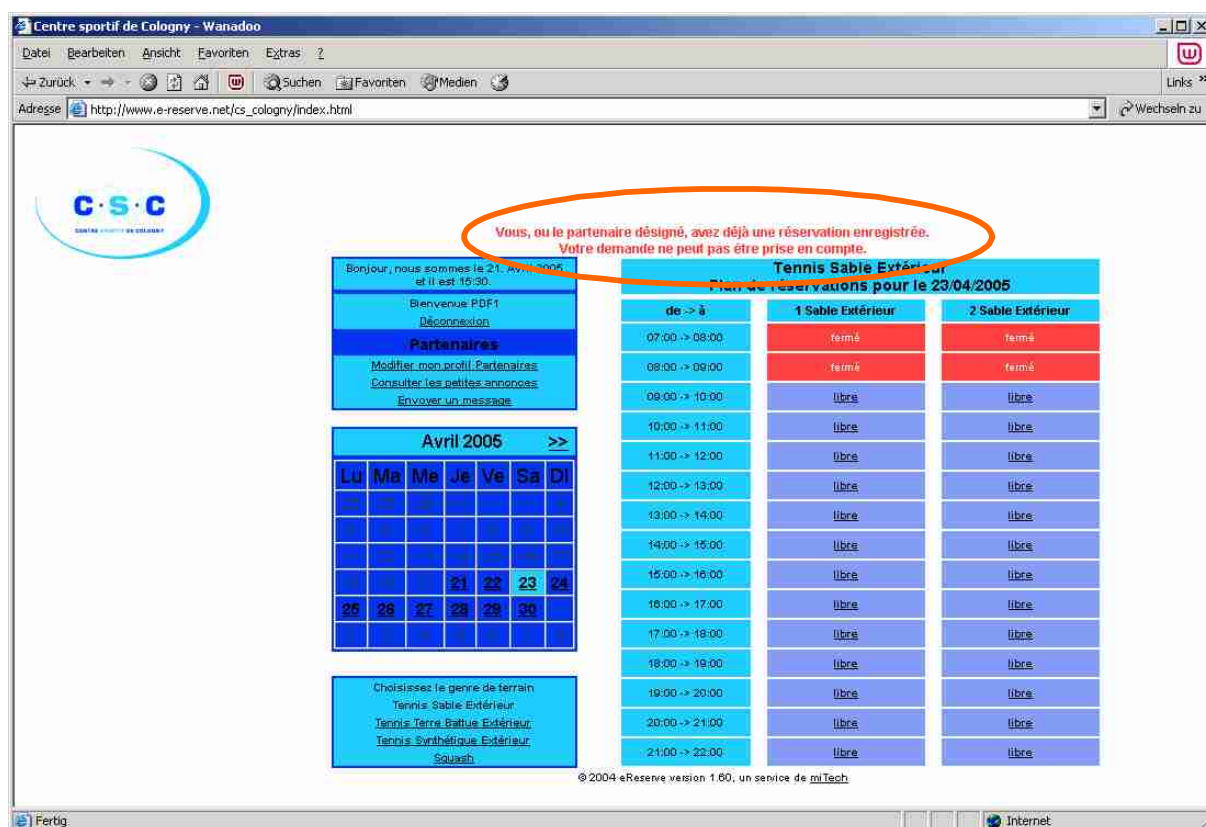 Centre sportif de Cologny - Wanadoo
Datei Bearbeiten Ansicht Favoriten Extras ?
Zurück Suchen Favoriten Medien Links »
Adresse http://www.e-reserve.net/cs_cologny/index.html Wechseln zu
C·S·C
CENTRE SPORTIF DE COLOGNY
Vous, ou le partenaire désigné, avez déjà une réservation enregistrée.
Votre demande ne peut pas être prise en compte.
Bonjour, nous sommes le 21. Avril 2005
et il est 15:30.
Bienvenue PDF1
Déconnexion
Partenaires
Modifier mon profil Partenaires
Consulter les petites annonces
Envoyer un message
Avril 2005 >>
Lu Ma Me Je Ve Sa Di
21 22 23 24
25 26 27 28 29 30
Choisissez le genre de terrain
Tennis Sable Extérieur
Tennis Terre Battue Extérieur
Tennis Synthétique Extérieur
Squash
Tennis Sable Extérieur
Plan de réservations pour le 23/04/2005
de -> à 1 Sable Extérieur 2 Sable Extérieur
07:00 -> 08:00 fermé fermé
08:00 -> 09:00 fermé fermé
09:00 -> 10:00 libre libre
10:00 -> 11:00 libre libre
11:00 -> 12:00 libre libre
12:00 -> 13:00 libre libre
13:00 -> 14:00 libre libre
14:00 -> 15:00 libre libre
15:00 -> 16:00 libre libre
16:00 -> 17:00 libre libre
17:00 -> 18:00 libre libre
18:00 -> 19:00 libre libre
19:00 -> 20:00 libre libre
20:00 -> 21:00 libre libre
21:00 -> 22:00 libre libre
© 2004 eReserve version 1.60, un service de miTech
Fertig Internet